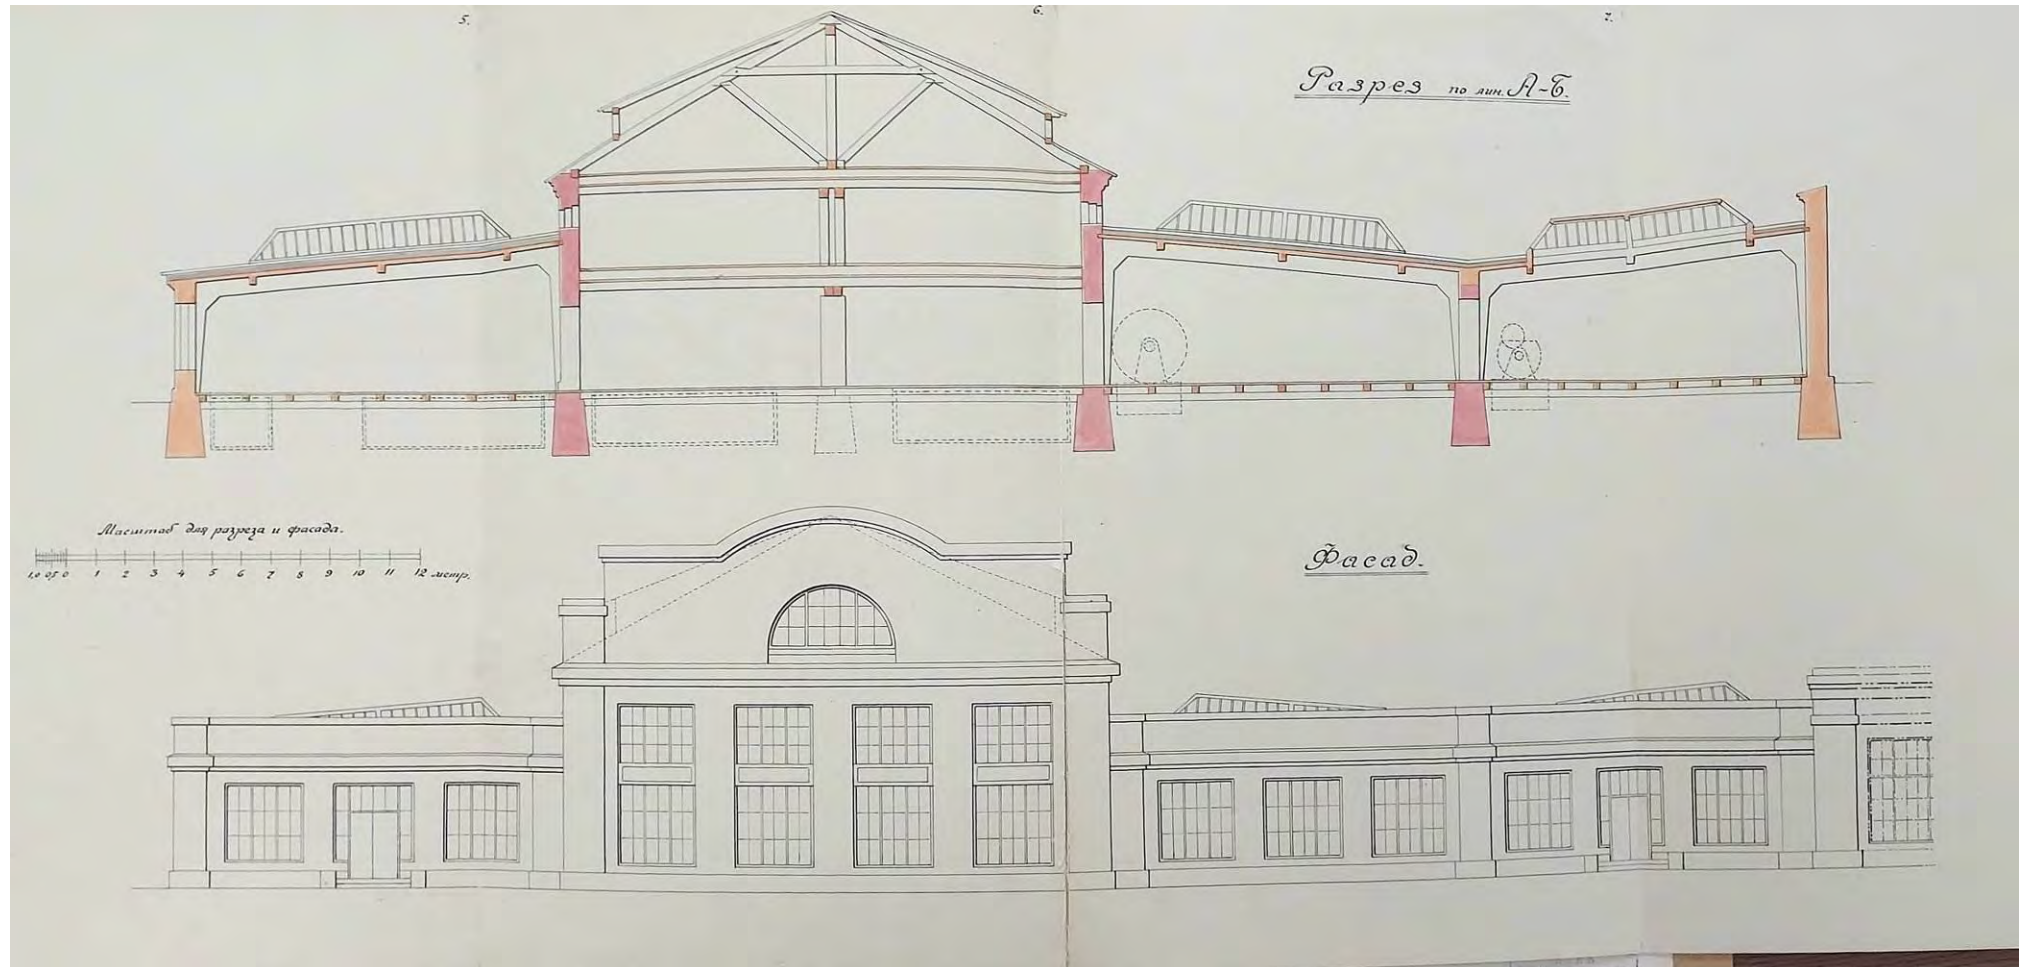 5.
6.
7.
Разрез по лин. А-Б.
Масштаб для разреза и фасада.
1,0 0,5 0 1 2 3 4 5 6 7 8 9 10 11 12 метр.
Фасад.